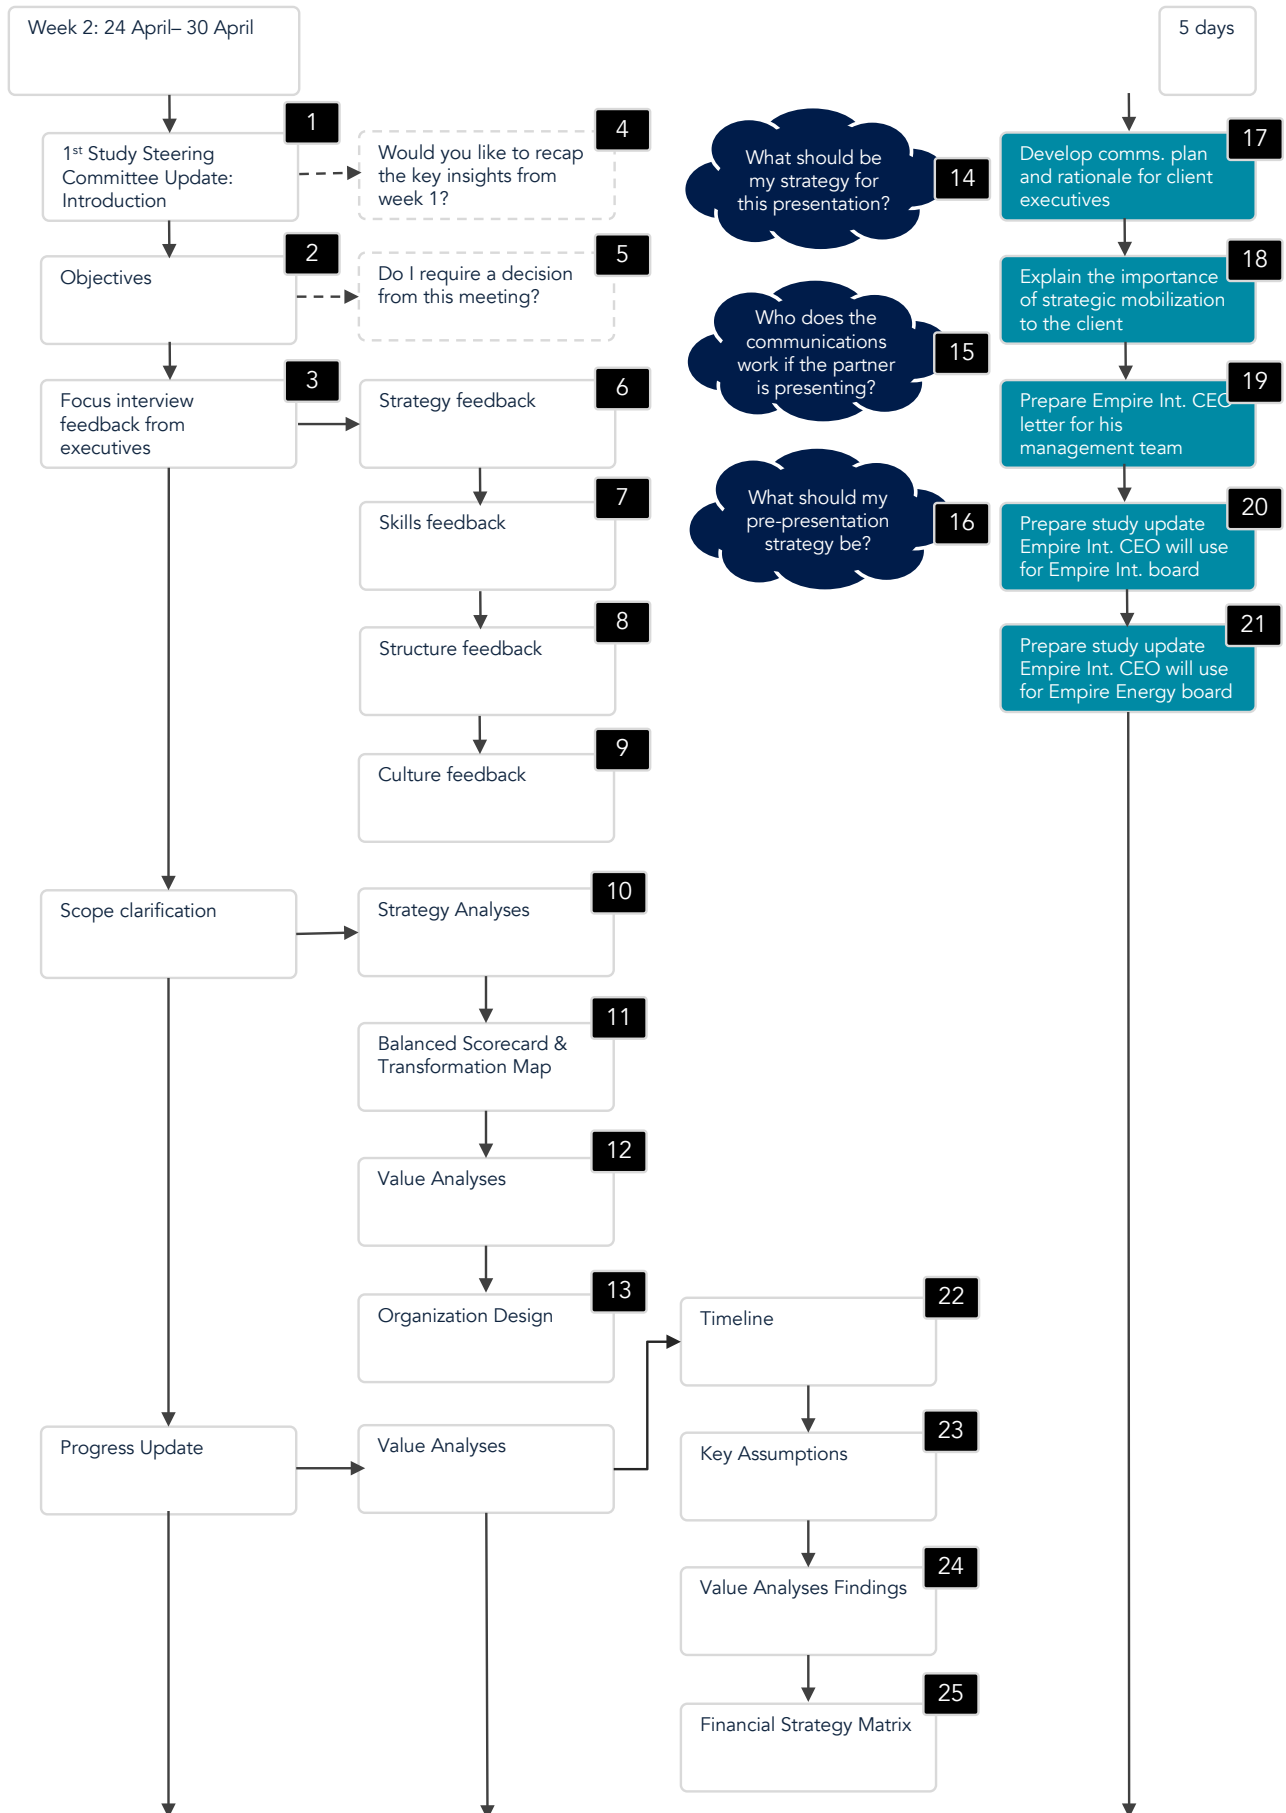 Week 2: 24 April– 30 April
5 days
1
1st Study Steering
Committee Update:
Introduction
4
Would you like to recap
the key insights from
week 1?
2
Objectives
5
Do I require a decision
from this meeting?
3
Focus interview
feedback from
executives
6
Strategy feedback
7
Skills feedback
8
Structure feedback
9
Culture feedback
Scope clarification
10
Strategy Analyses
11
Balanced Scorecard &
Transformation Map
12
Value Analyses
13
Organization Design
14
What should be
my strategy for
this presentation?
15
Who does the
communications
work if the partner
is presenting?
16
What should my
pre-presentation
strategy be?
17
Develop comms. plan
and rationale for client
executives
18
Explain the importance
of strategic mobilization
to the client
19
Prepare Empire Int. CEO
letter for his
management team
20
Prepare study update
Empire Int. CEO will use
for Empire Int. board
21
Prepare study update
Empire Int. CEO will use
for Empire Energy board
Progress Update
Value Analyses
22
Timeline
23
Key Assumptions
24
Value Analyses Findings
25
Financial Strategy Matrix